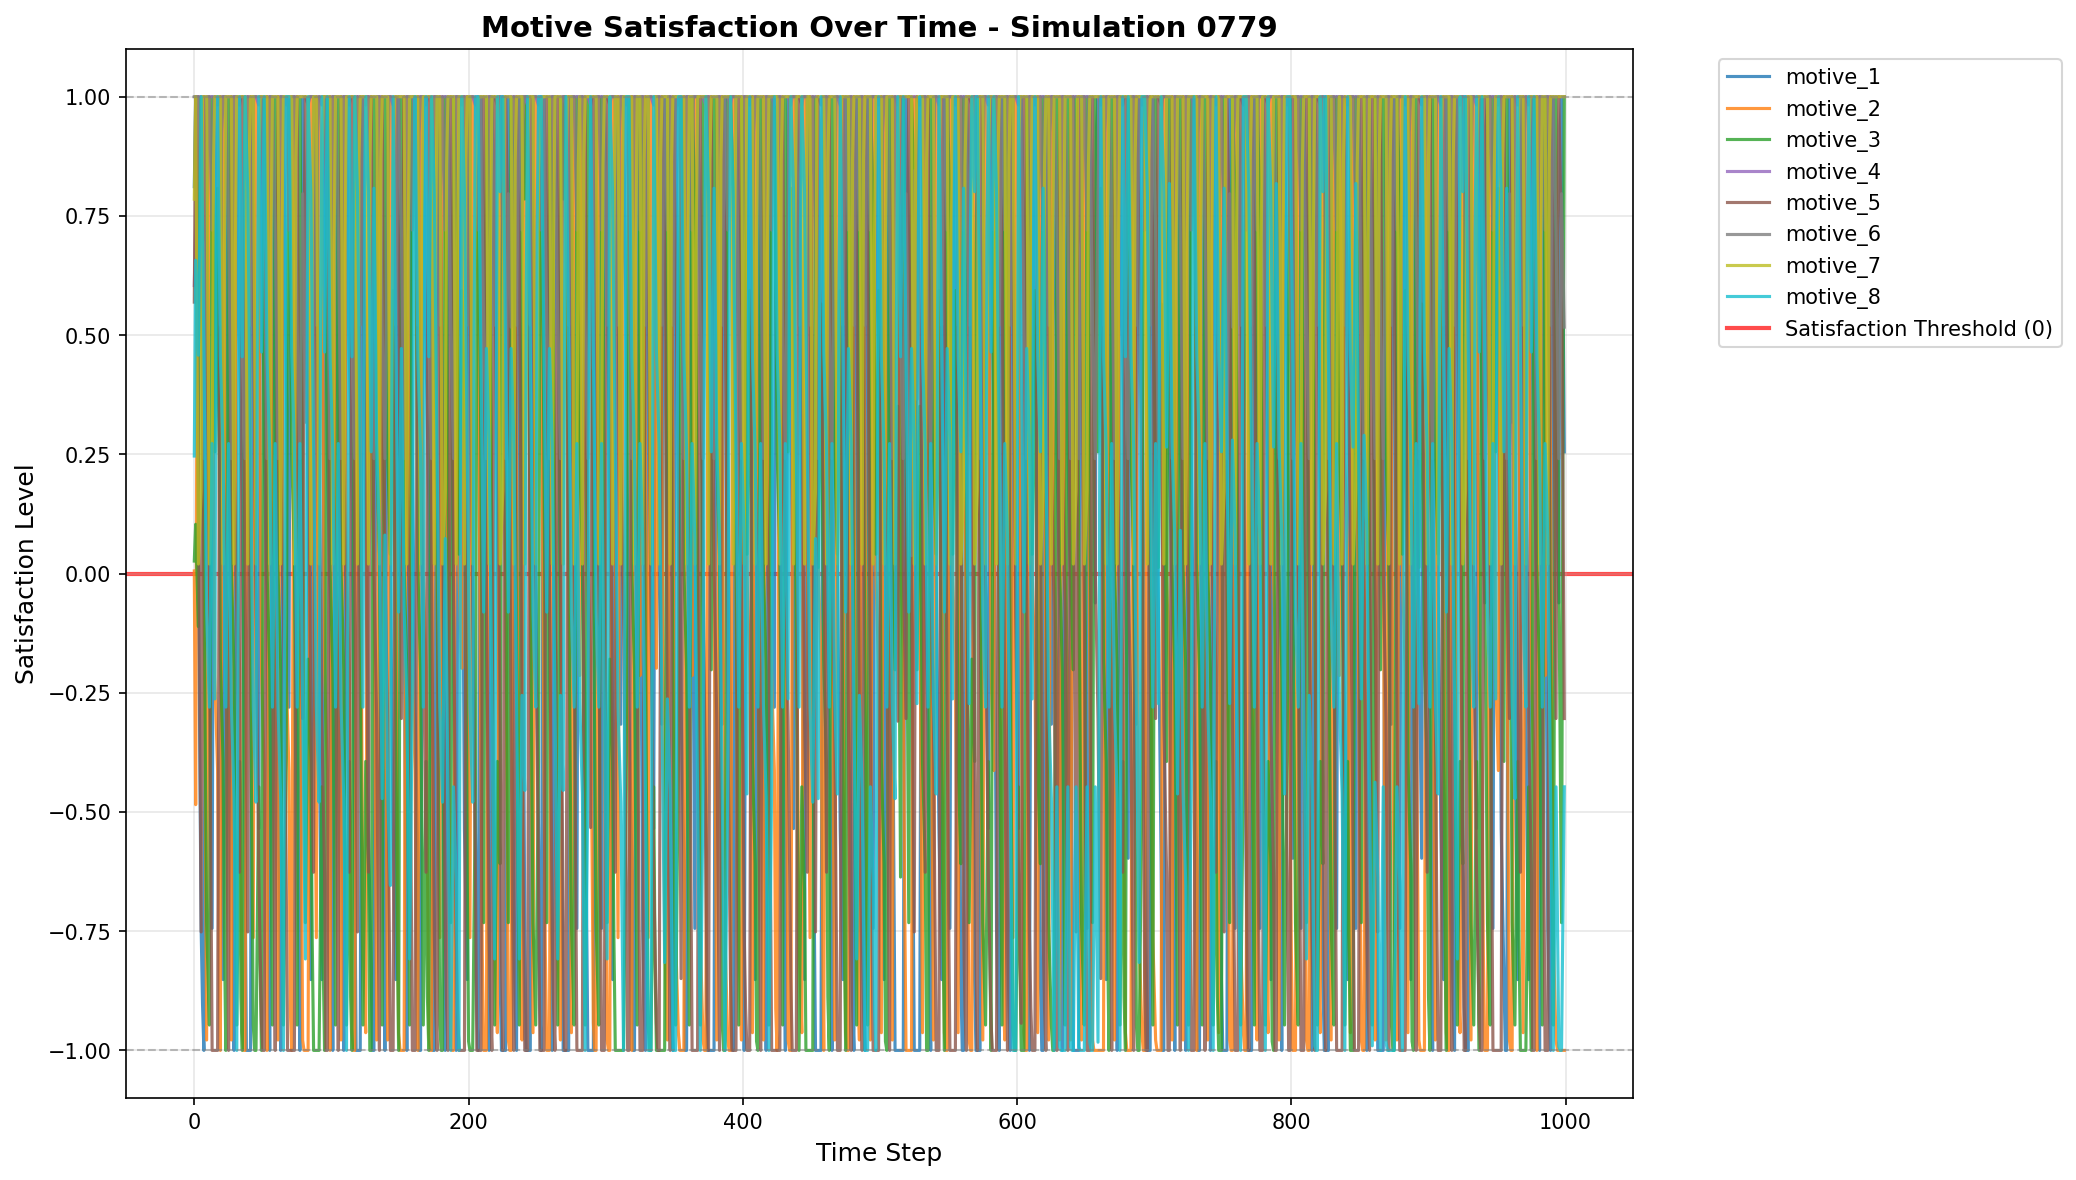 Motive Satisfaction Over Time - Simulation 0779
Satisfaction Level
1.00
0.75
0.50
0.25
0.00
−0.25
−0.50
−0.75
−1.00
0
200
400
600
800
1000
Time Step
motive_1
motive_2
motive_3
motive_4
motive_5
motive_6
motive_7
motive_8
Satisfaction Threshold (0)